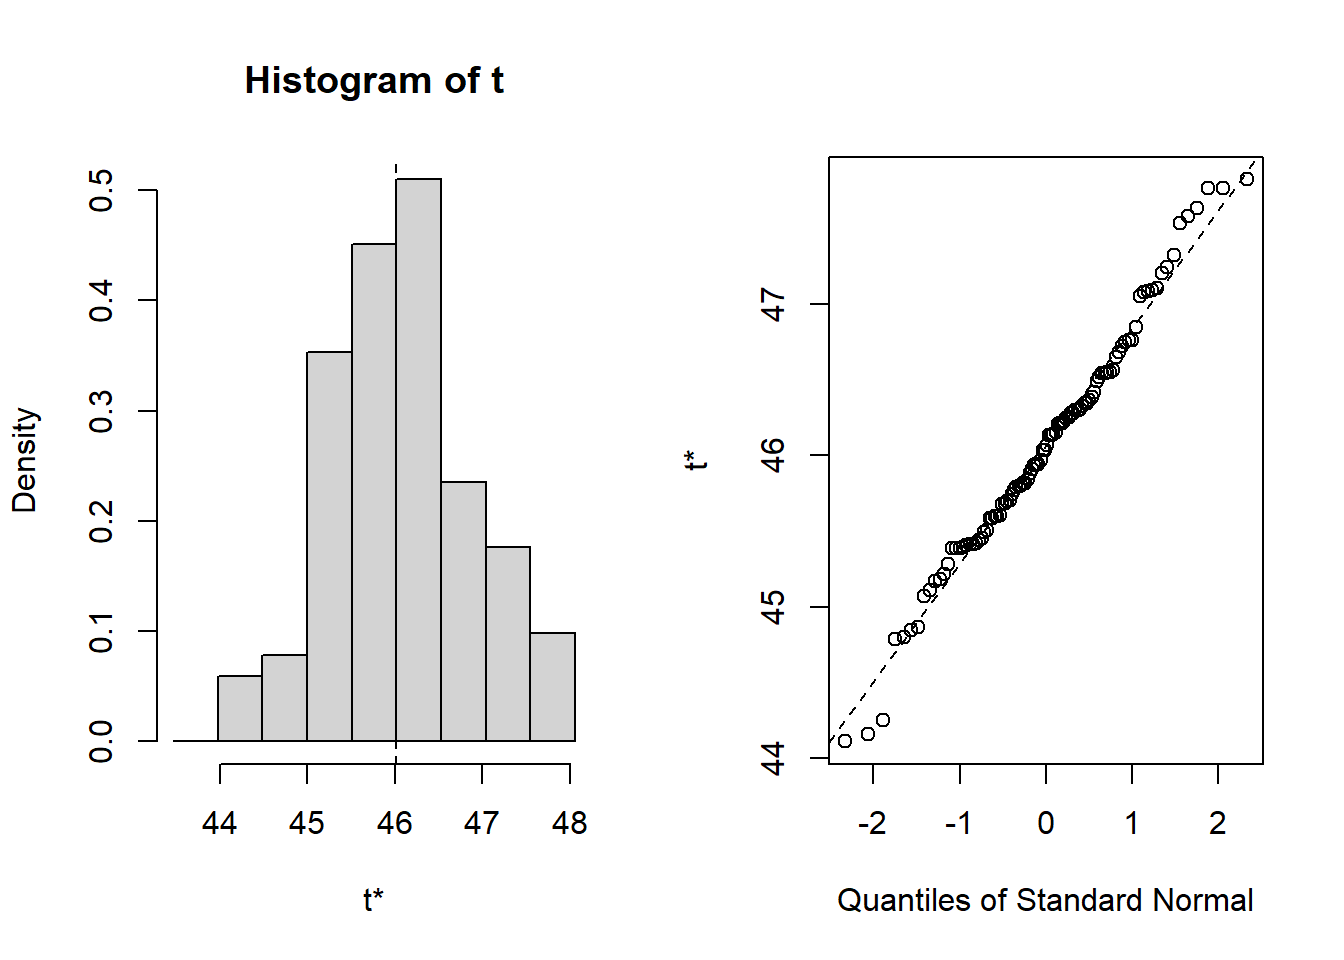 Histogram of t
Density
0.0 0.1 0.2 0.3 0.4 0.5
44 45 46 47 48
t*
t*
44 45 46 47
-2 -1 0 1 2
Quantiles of Standard Normal